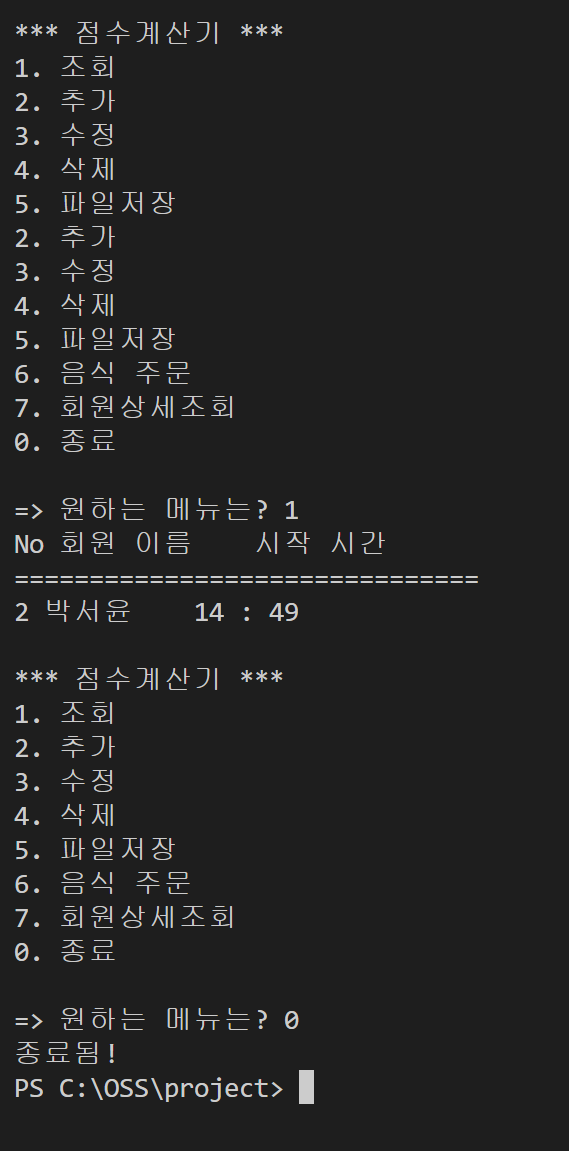 *** 점수계산기 ***
1. 조회
2. 추가
3. 수정
4. 삭제
5. 파일저장
2. 추가
3. 수정
4. 삭제
5. 파일저장
6. 음식 주문
7. 회원상세조회
0. 종료
=> 원하는 메뉴는? 1
No 회원 이름    시작 시간
===============================
2 박서윤    14 : 49
*** 점수계산기 ***
1. 조회
2. 추가
3. 수정
4. 삭제
5. 파일저장
6. 음식 주문
7. 회원상세조회
0. 종료
=> 원하는 메뉴는? 0
종료됨!
PS C:\OSS\project>